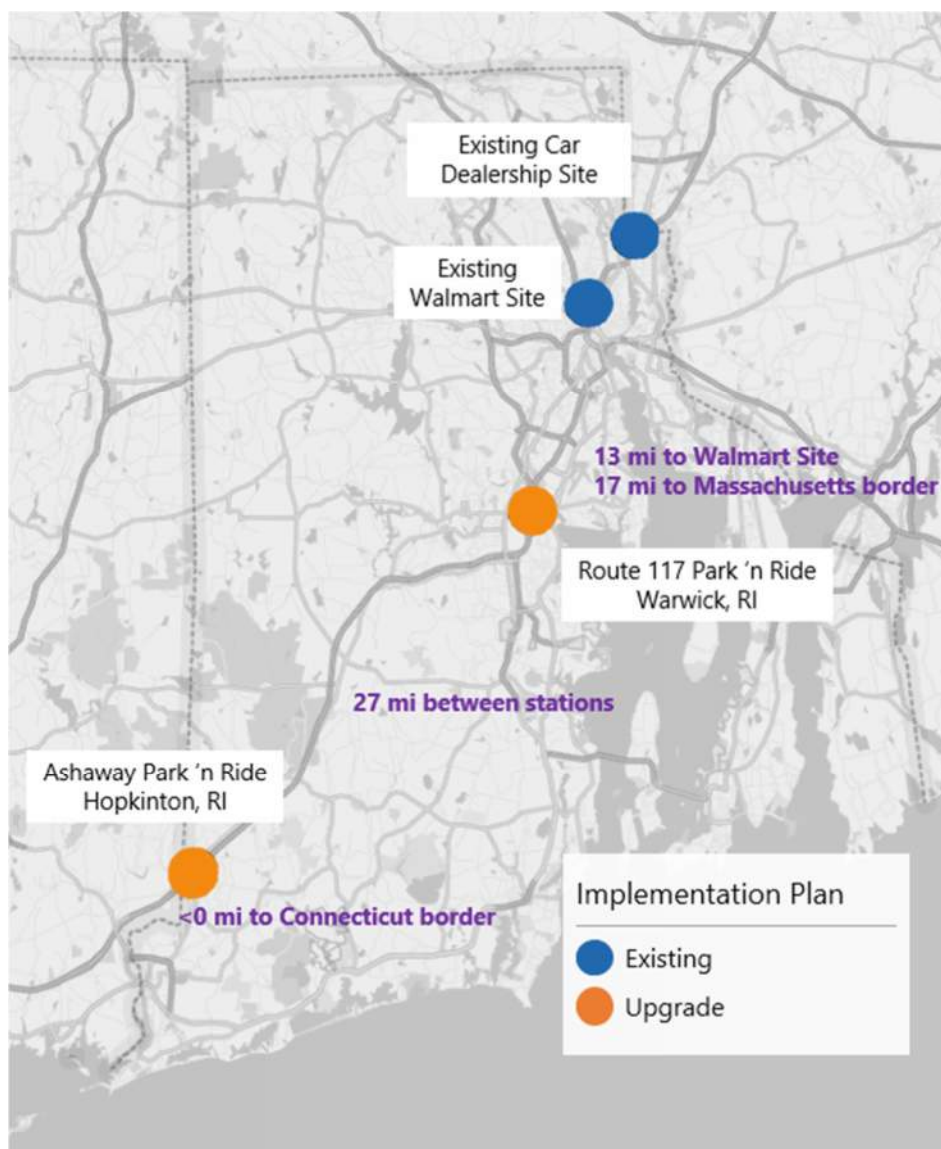 Existing Car
Dealership Site
Existing
Walmart Site
13 mi to Walmart Site
17 mi to Massachusetts border
Route 117 Park ’n Ride
Warwick, RI
27 mi between stations
Ashaway Park ’n Ride
Hopkinton, RI
<0 mi to Connecticut border
Implementation Plan
Existing
Upgrade